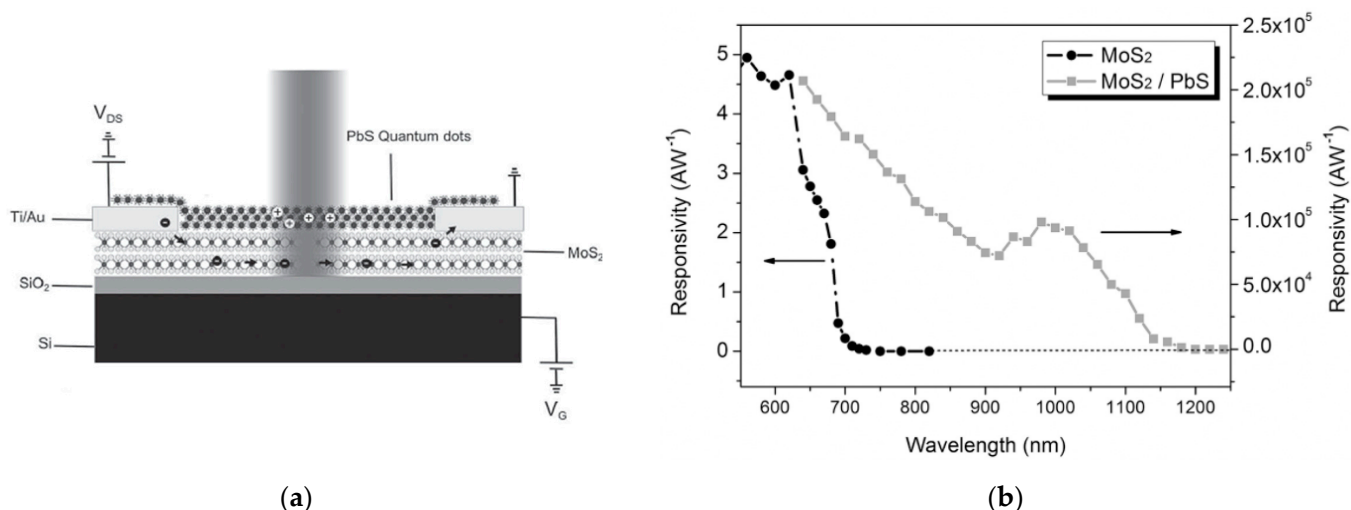 V_DS
PbS Quantum dots
Ti/Au
MoS₂
SiO₂
Si
V_G
(a)
MoS₂
MoS₂ / PbS
Responsivity (AW⁻¹)
5
4
3
2
1
0
2.5x10⁵
2.0x10⁵
1.5x10⁵
1.0x10⁵
5.0x10⁴
0.0
Responsivity (AW⁻¹)
600 700 800 900 1000 1100 1200
Wavelength (nm)
(b)